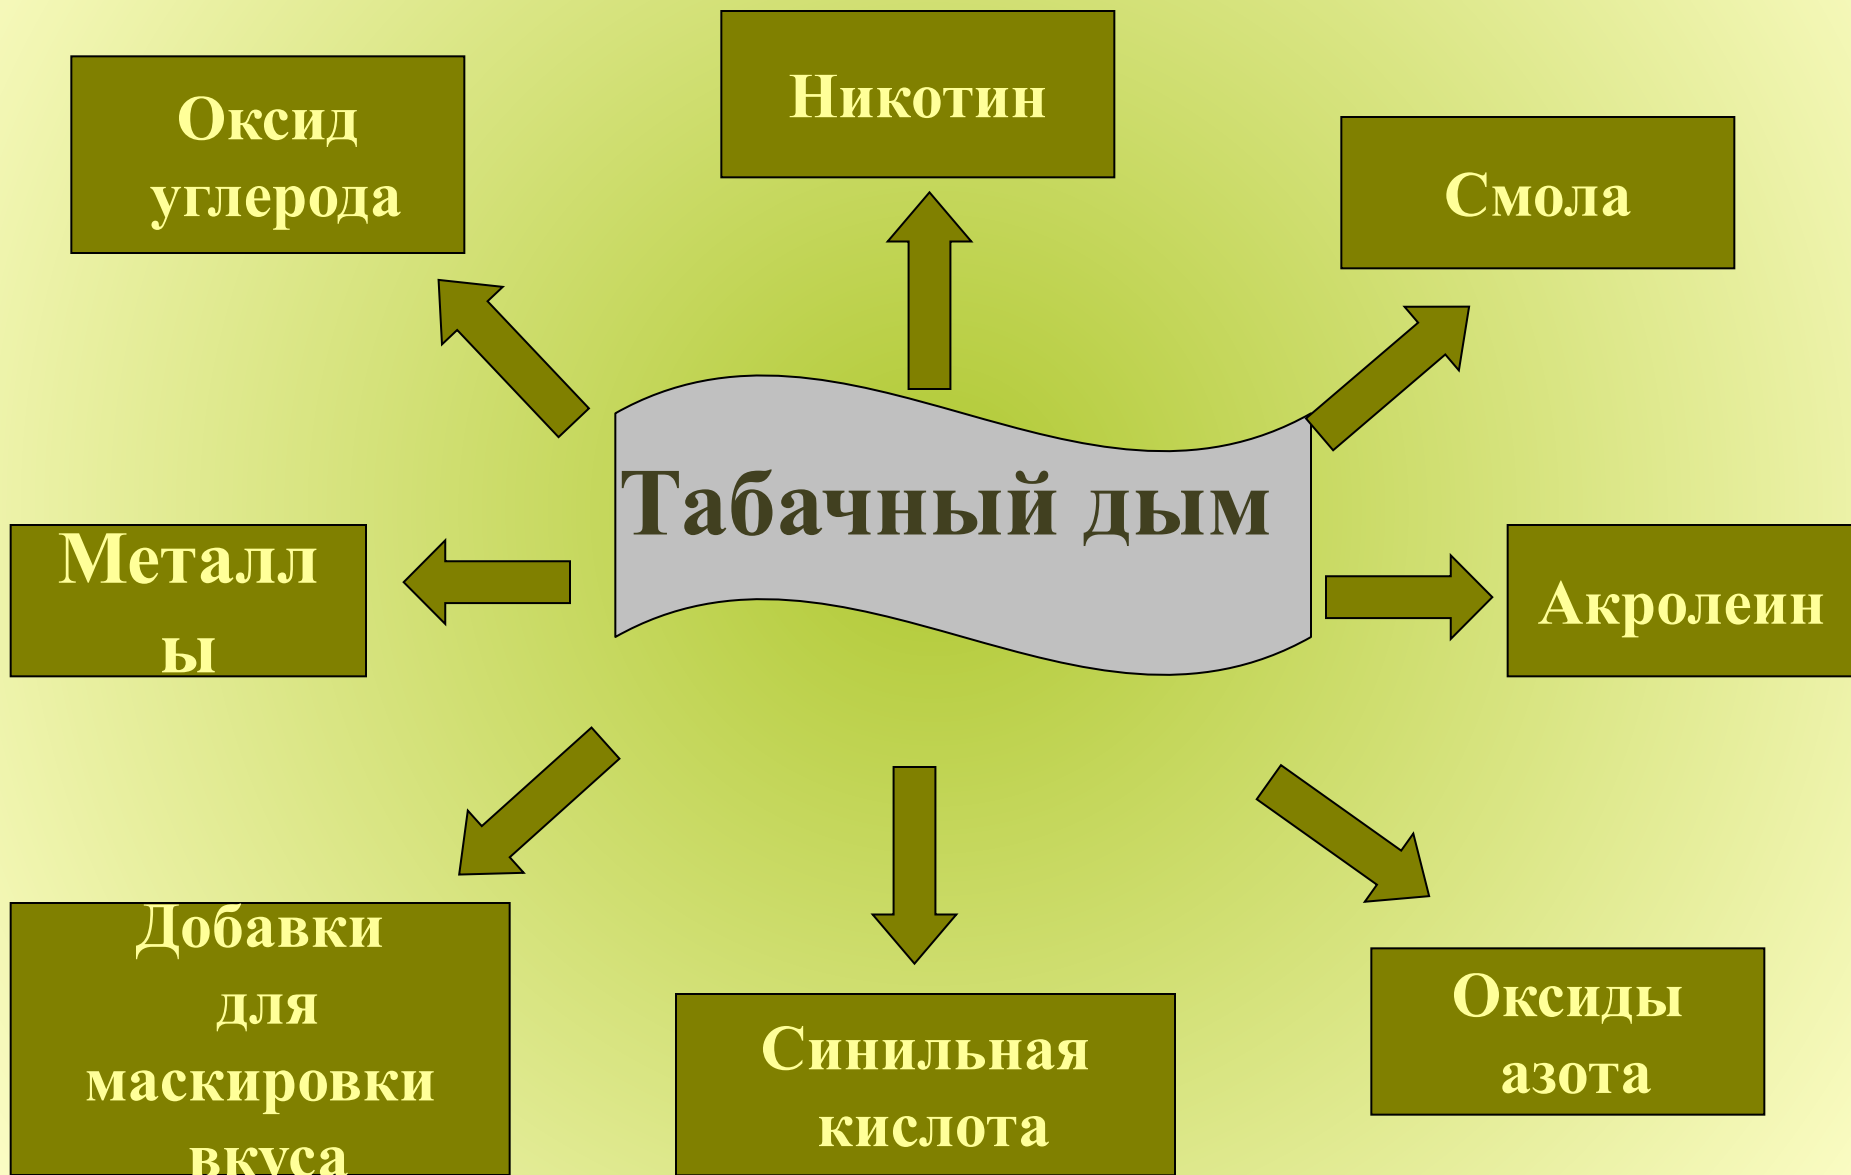 Никотин
Оксид
углерода
Смола
Табачный дым
Металл
ы
Акролеин
Добавки
для
маскировки
вкуса
Синильная
кислота
Оксиды
азота